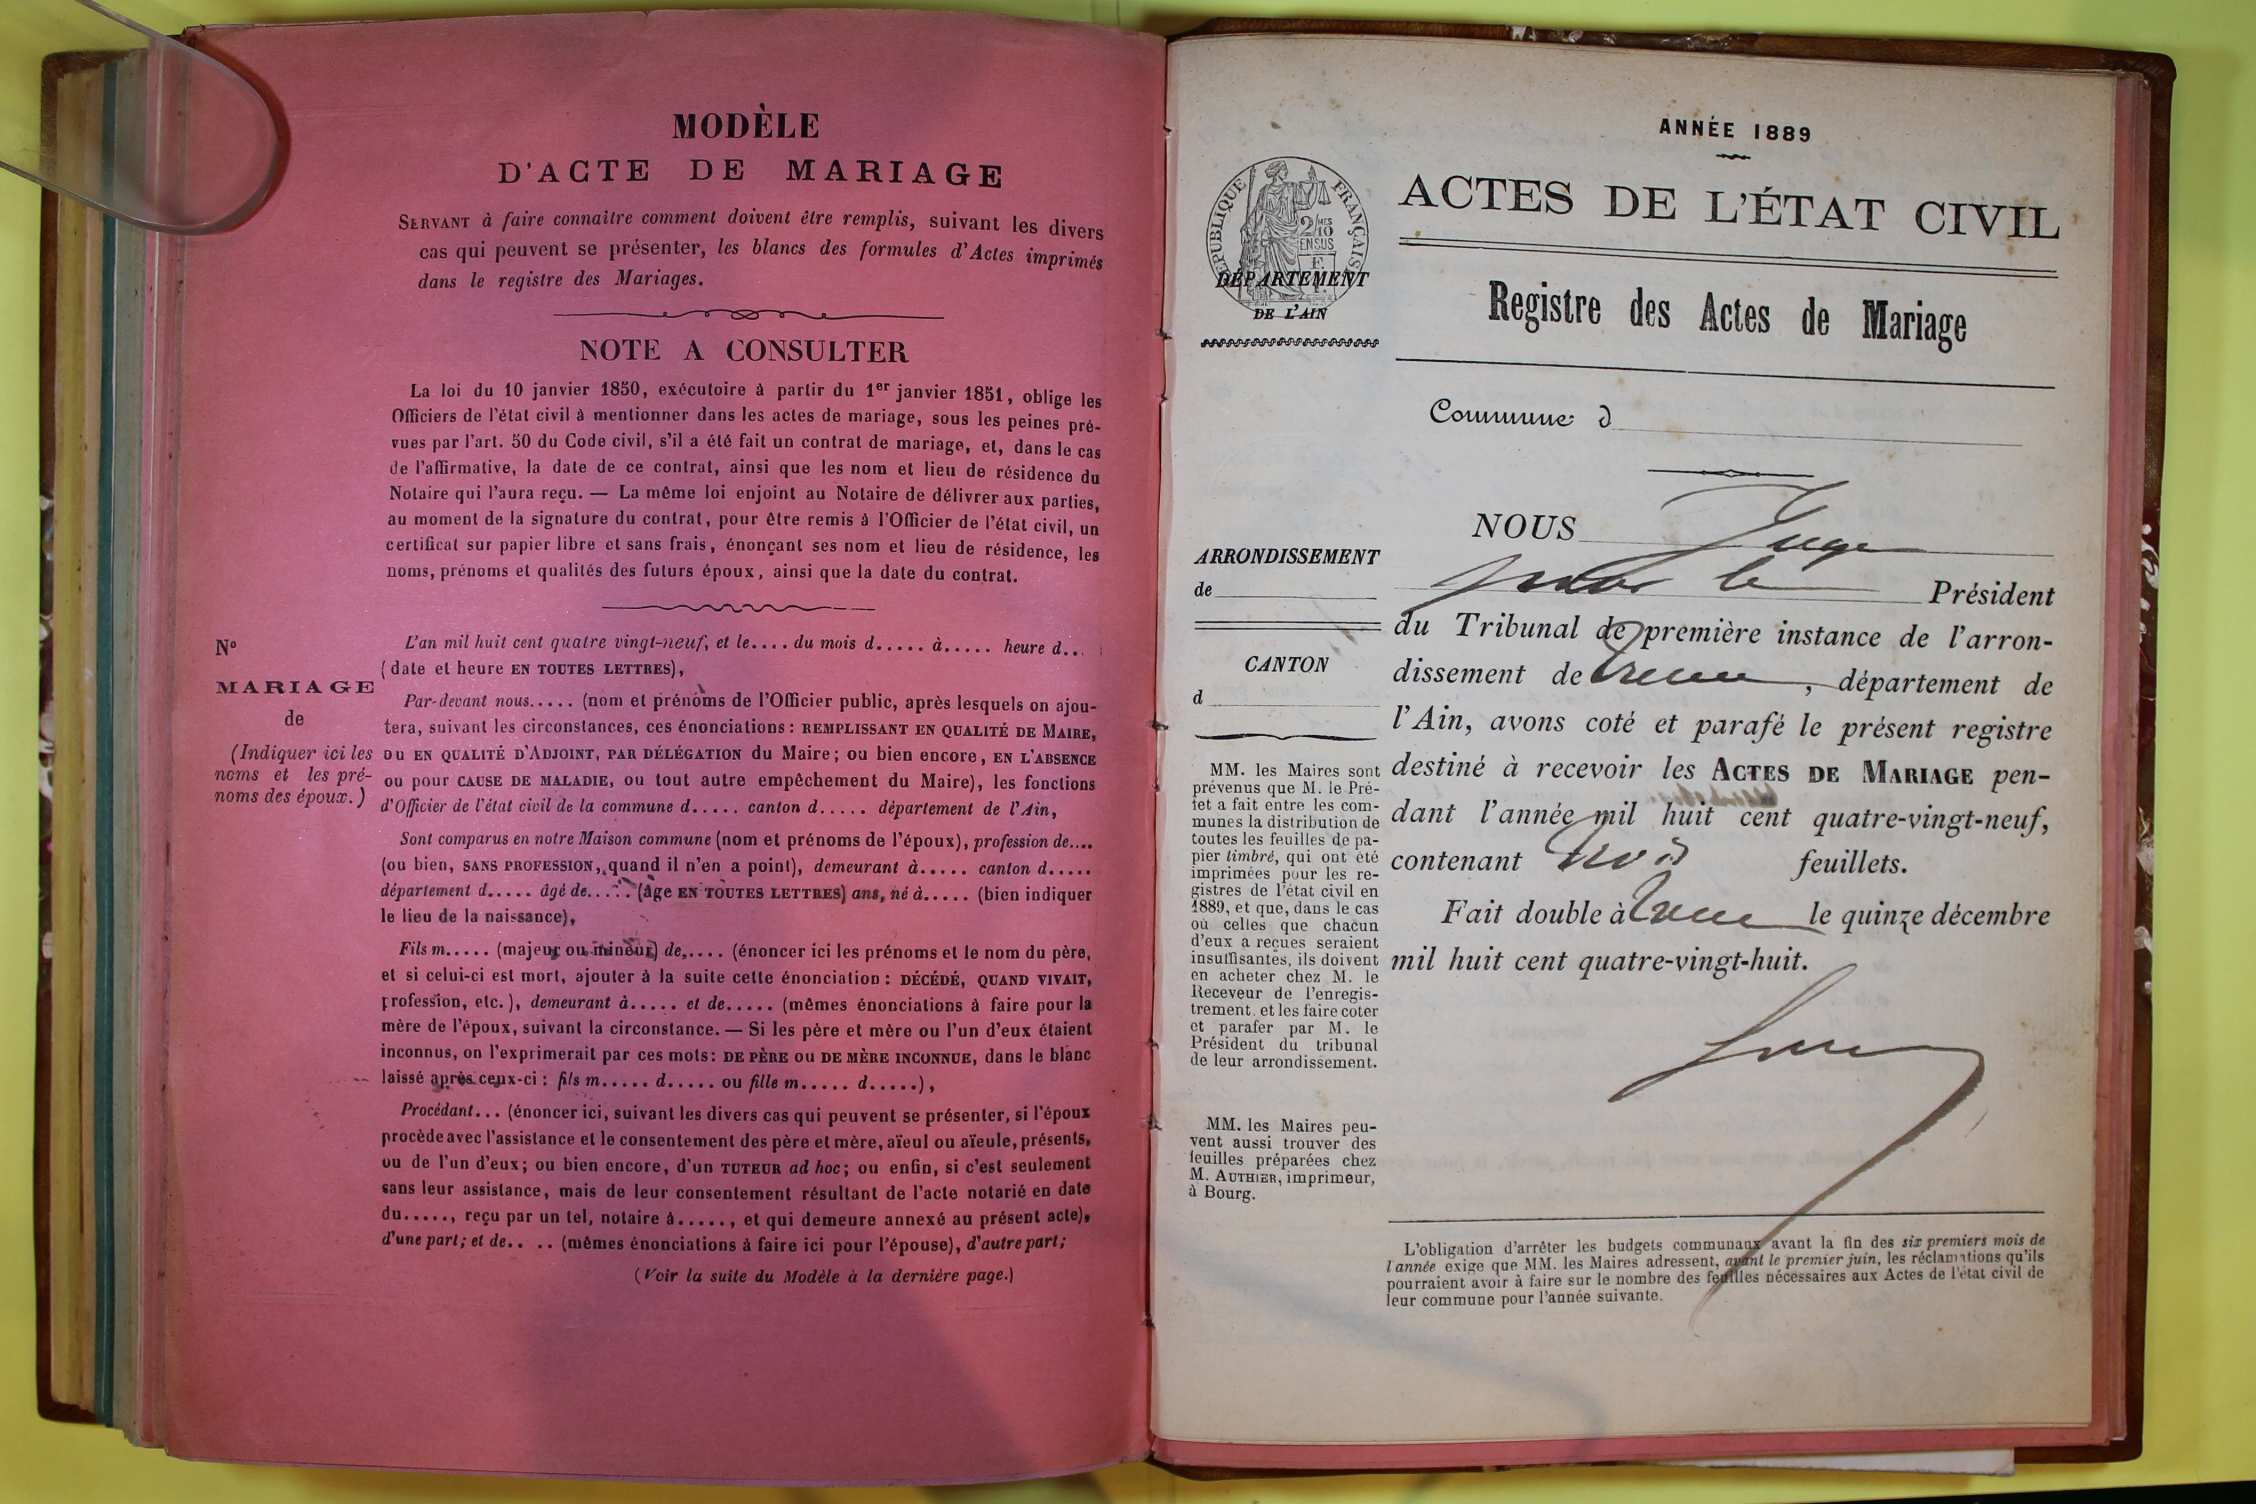 MODÈLE
D'ACTE DE MARIAGE
SERVANT à faire connaitre comment doivent être remplis, suivant les divers
cas qui peuvent se présenter, les blancs des formules d'Actes imprimés
dans le registre des Mariages.
NOTE A CONSULTER
La loi du 10 janvier 1850, exécutoire à partir du 1er janvier 1851, oblige les
Officiers de l'état civil à mentionner dans les actes de mariage, sous les peines pré-
vues par l'art. 50 du Code civil, s'il a été fait un contrat de mariage, et, dans le cas
de l'affirmative, la date de ce contrat, ainsi que les nom et lieu de résidence du
Notaire qui l'aura reçu. — La même loi enjoint au Notaire de délivrer aux parties,
au moment de la signature du contrat, pour être remis à l'Officier de l'état civil, un
certificat sur papier libre et sans frais, énonçant ses nom et lieu de résidence, les
noms, prénoms et qualités des futurs époux, ainsi que la date du contrat.
No
MARIAGE
de
(Indiquer ici les
noms et les pré-
noms des époux.)
L'an mil huit cent quatre vingt-neuf, et le.... du mois d..... à..... heure d...
(date et heure EN TOUTES LETTRES),
Par-devant nous..... (nom et prénoms de l'Officier public, après lesquels on ajou-
tera, suivant les circonstances, ces énonciations : REMPLISSANT EN QUALITÉ DE MAIRE,
OU EN QUALITÉ D'ADJOINT, PAR DÉLÉGATION du Maire; ou bien encore, EN L'ABSENCE
ou pour CAUSE DE MALADIE, ou tout autre empêchement du Maire), les fonctions
d'Officier de l'état civil de la commune d..... canton d..... département de l'Ain,
Sont comparus en notre Maison commune (nom et prénoms de l'époux), profession de....
(ou bien, SANS PROFESSION, quand il n'en a point), demeurant à..... canton d.....
département d..... âgé de..... (âge EN TOUTES LETTRES) ans, né à..... (bien indiquer
le lieu de la naissance),
Fils m..... (majeur ou mineur) de,.... (énoncer ici les prénoms et le nom du père,
et si celui-ci est mort, ajouter à la suite cette énonciation : DÉCÉDÉ, QUAND VIVAIT,
profession, etc.), demeurant à..... et de..... (mêmes énonciations à faire pour la
mère de l'époux, suivant la circonstance. — Si les père et mère ou l'un d'eux étaient
inconnus, on l'exprimerait par ces mots: DE PÈRE OU DE MÈRE INCONNUE, dans le blanc
laissé après ceux-ci : fils m..... d..... ou fille m..... d.....),
Procédant... (énoncer ici, suivant les divers cas qui peuvent se présenter, si l'époux
procède avec l'assistance et le consentement des père et mère, aïeul ou aïeule, présents,
ou de l'un d'eux; ou bien encore, d'un TUTEUR ad hoc; ou enfin, si c'est seulement
sans leur assistance, mais de leur consentement résultant de l'acte notarié en date
du....., reçu par un tel, notaire à....., et qui demeure annexé au présent acte),
d'une part; et de.. .. (mêmes énonciations à faire ici pour l'épouse), d'autre part;
(Voir la suite du Modèle à la dernière page.)
ANNÉE 1889
ACTES DE L'ÉTAT CIVIL
RÉPUBLIQUE FRANÇAISE
2/10 MES
EN SUS
DÉPARTEMENT
DE L'AIN
Registre des Actes de Mariage
Commune d
NOUS Juge
pour le Président
du Tribunal de première instance de l'arron-
dissement de Trévoux, département de
l'Ain, avons coté et parafé le présent registre
destiné à recevoir les ACTES DE MARIAGE pen-
dant l'année mil huit cent quatre-vingt-neuf,
contenant trois feuillets.
Fait double à Trévoux le quinze décembre
mil huit cent quatre-vingt-huit.
ARRONDISSEMENT
de
CANTON
d
MM. les Maires sont
prévenus que M. le Pré-
fet a fait entre les com-
munes la distribution de
toutes les feuilles de pa-
pier timbré, qui ont été
imprimées pour les re-
gistres de l'état civil en
1889, et que, dans le cas
où celles que chacun
d'eux a reçues seraient
insuffisantes, ils doivent
en acheter chez M. le
Receveur de l'enregis-
trement, et les faire coter
et parafer par M. le
Président du tribunal
de leur arrondissement.
MM. les Maires peu-
vent aussi trouver des
feuilles préparées chez
M. AUTHIER, imprimeur,
à Bourg.
L'obligation d'arrêter les budgets communaux avant la fin des six premiers mois de
l'année exige que MM. les Maires adressent, avant le premier juin, les réclamations qu'ils
pourraient avoir à faire sur le nombre des feuilles nécessaires aux Actes de l'état civil de
leur commune pour l'année suivante.